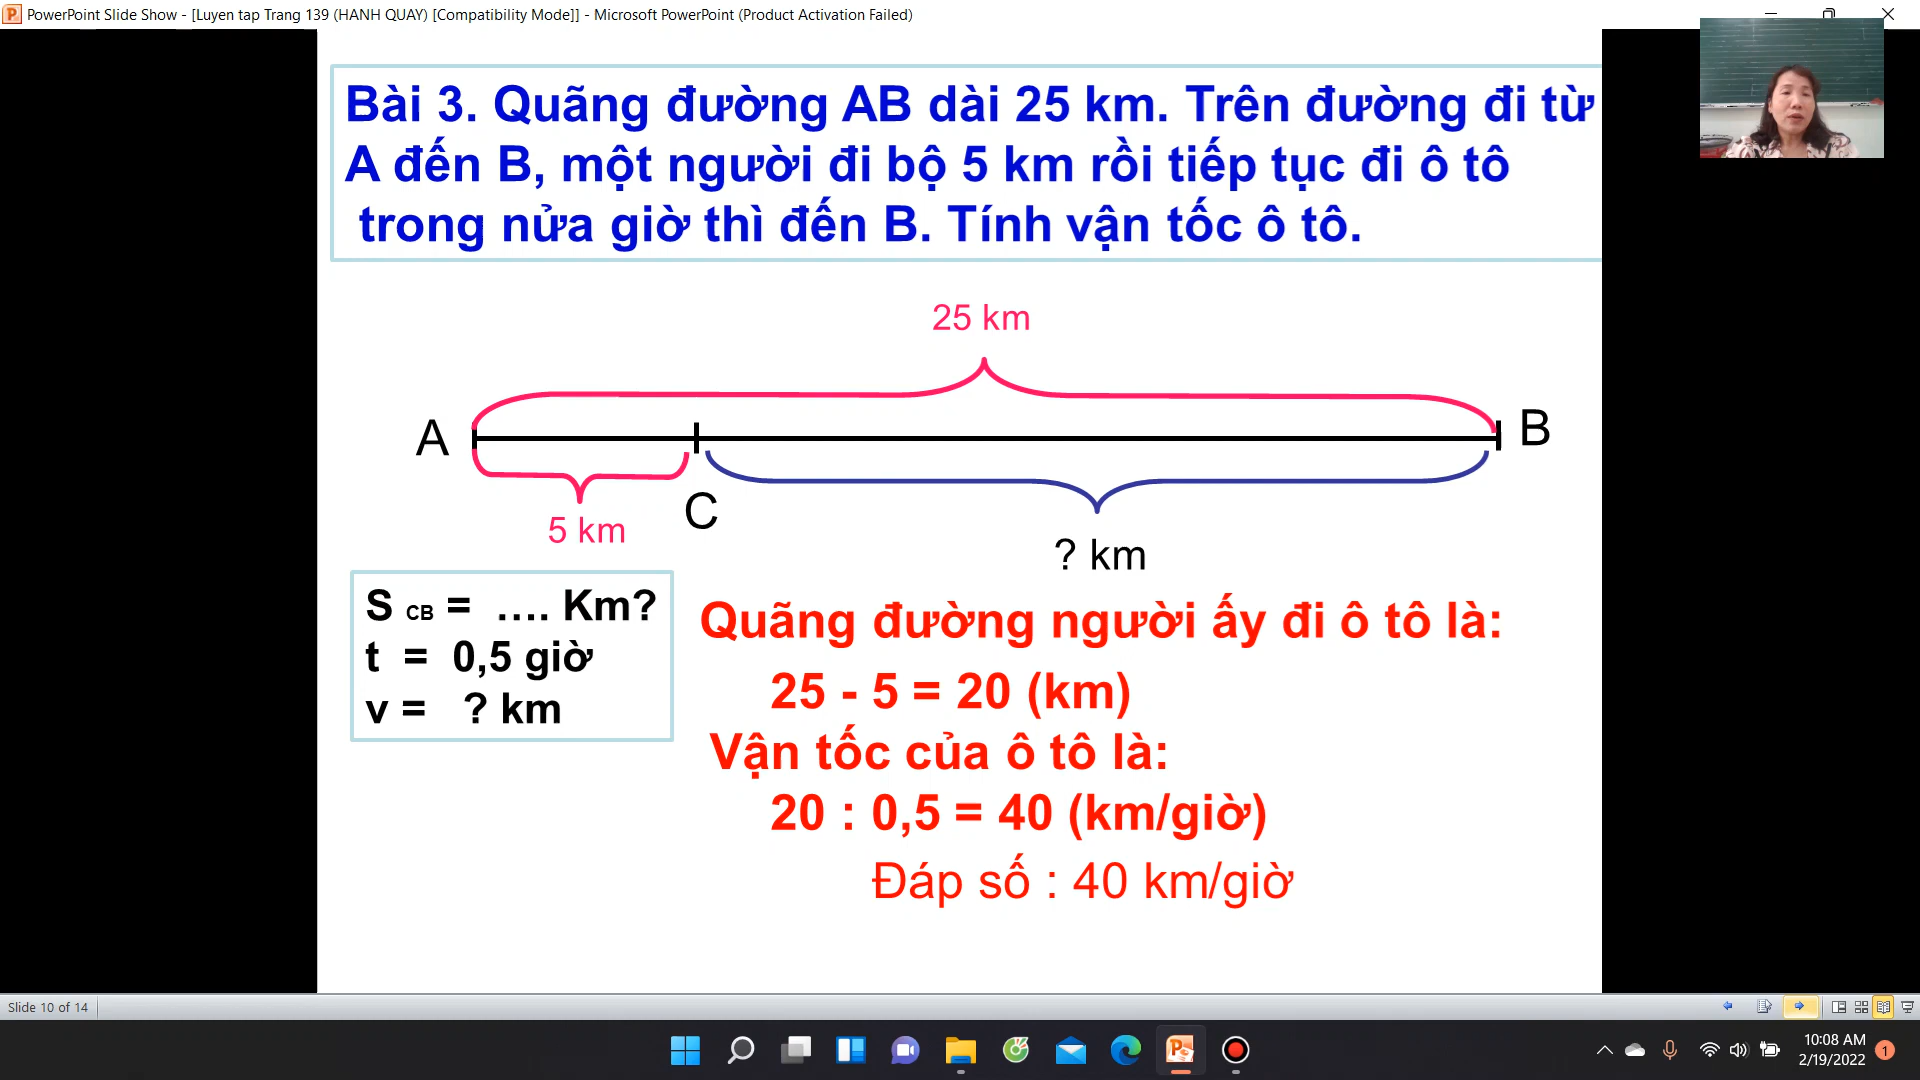 PowerPoint Slide Show - [Luyen tap Trang 139 (HANH QUAY) [Compatibility Mode]] - Microsoft PowerPoint (Product Activation Failed)
Bài 3. Quãng đường AB dài 25 km. Trên đường đi từ
A đến B, một người đi bộ 5 km rồi tiếp tục đi ô tô
trong nửa giờ thì đến B. Tính vận tốc ô tô.
25 km
A
B
C
5 km
? km
S CB = .... Km?
t = 0,5 giờ
v = ? km
Quãng đường người ấy đi ô tô là:
25 - 5 = 20 (km)
Vận tốc của ô tô là:
20 : 0,5 = 40 (km/giờ)
Đáp số : 40 km/giờ
Slide 10 of 14
10:08 AM
2/19/2022
1